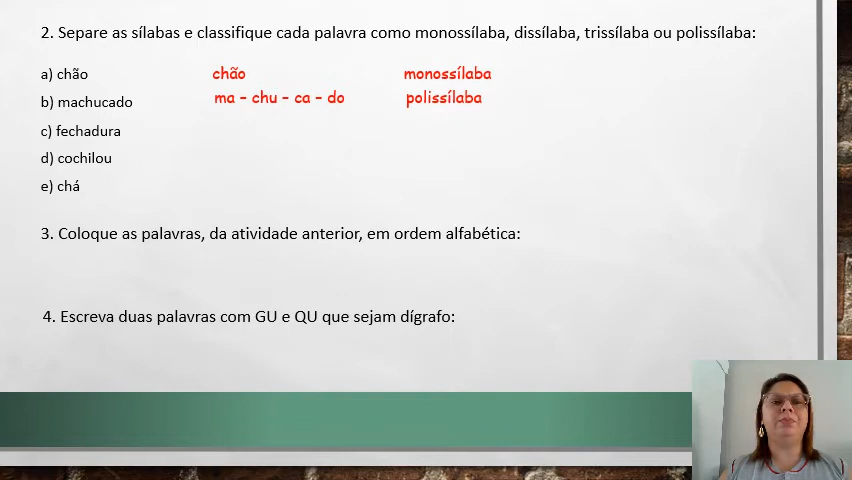 2. Separe as sílabas e classifique cada palavra como monossílaba, dissílaba, trissílaba ou polissílaba:
a) chão chão monossílaba
b) machucado ma – chu – ca – do polissílaba
c) fechadura
d) cochilou
e) chá
3. Coloque as palavras, da atividade anterior, em ordem alfabética:
4. Escreva duas palavras com GU e QU que sejam dígrafo: